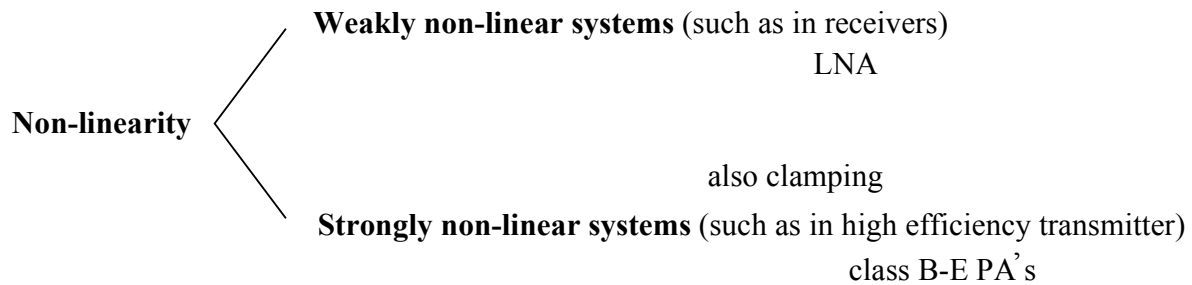 Weakly non-linear systems (such as in receivers)
LNA
Non-linearity
also clamping
Strongly non-linear systems (such as in high efficiency transmitter)
class B-E PA's